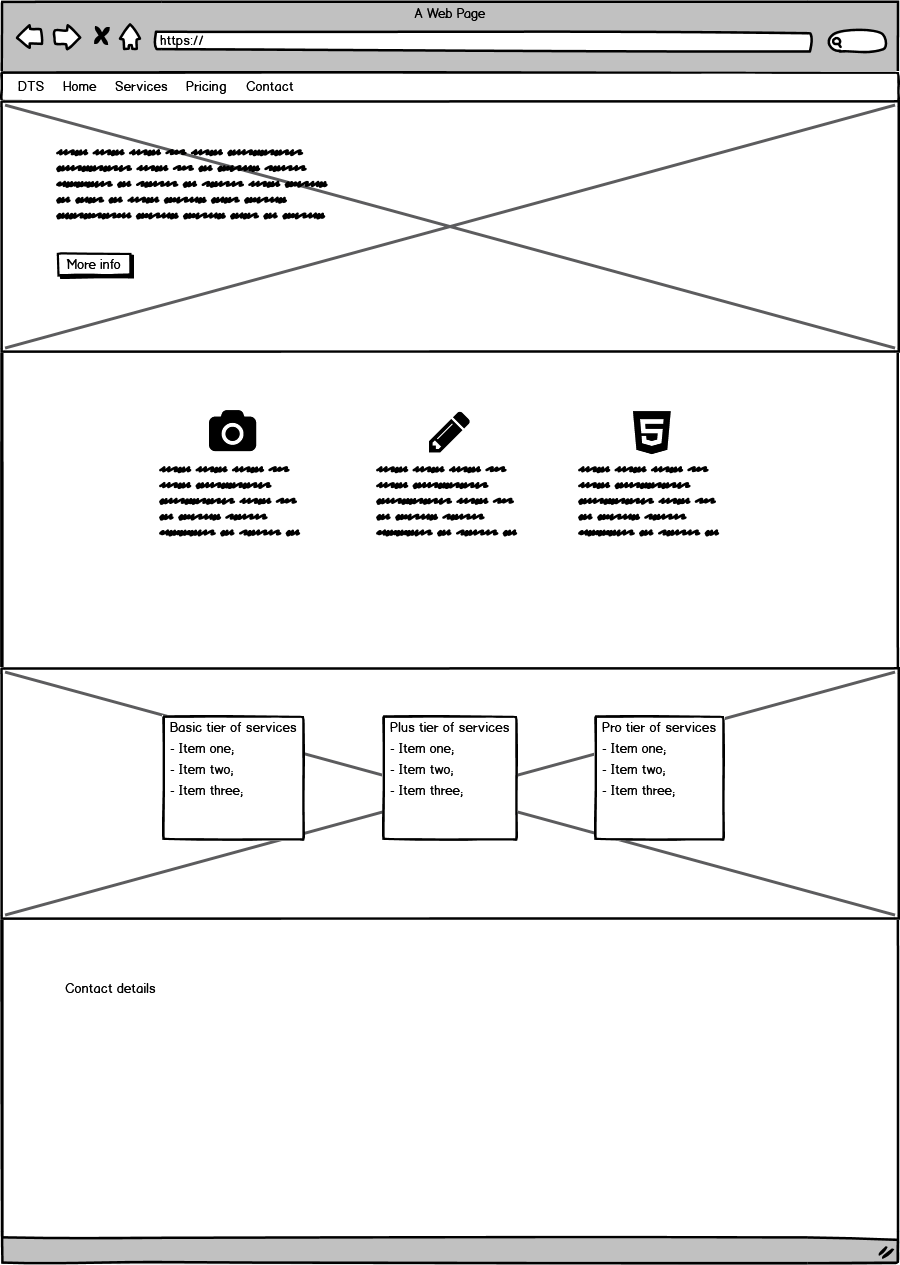 A Web Page
https://
DTS Home Services Pricing Contact
More info
Basic tier of services
- Item one;
- Item two;
- Item three;
Plus tier of services
- Item one;
- Item two;
- Item three;
Pro tier of services
- Item one;
- Item two;
- Item three;
Contact details